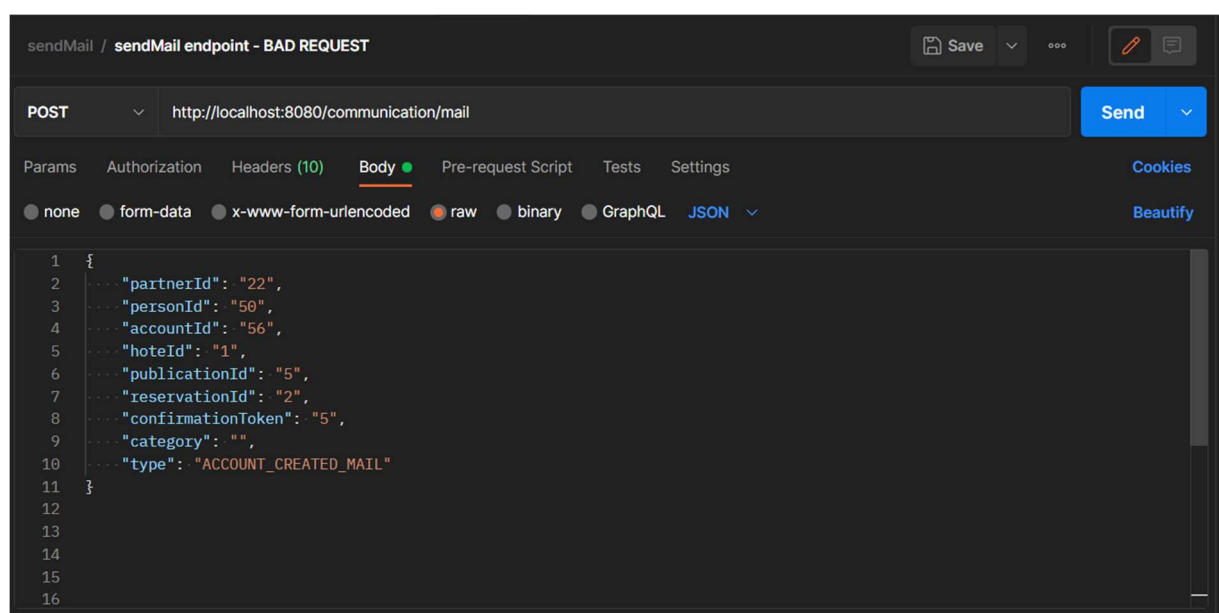 sendMail / sendMail endpoint - BAD REQUEST Save
POST http://localhost:8080/communication/mail Send
Params Authorization Headers (10) Body Pre-request Script Tests Settings Cookies
none form-data x-www-form-urlencoded raw binary GraphQL JSON Beautify
1 {
2 "partnerId": "22",
3 "personId": "50",
4 "accountId": "56",
5 "hoteId": "1",
6 "publicationId": "5",
7 "reservationId": "2",
8 "confirmationToken": "5",
9 "category": "",
10 "type": "ACCOUNT_CREATED_MAIL"
11 }
12
13
14
15
16